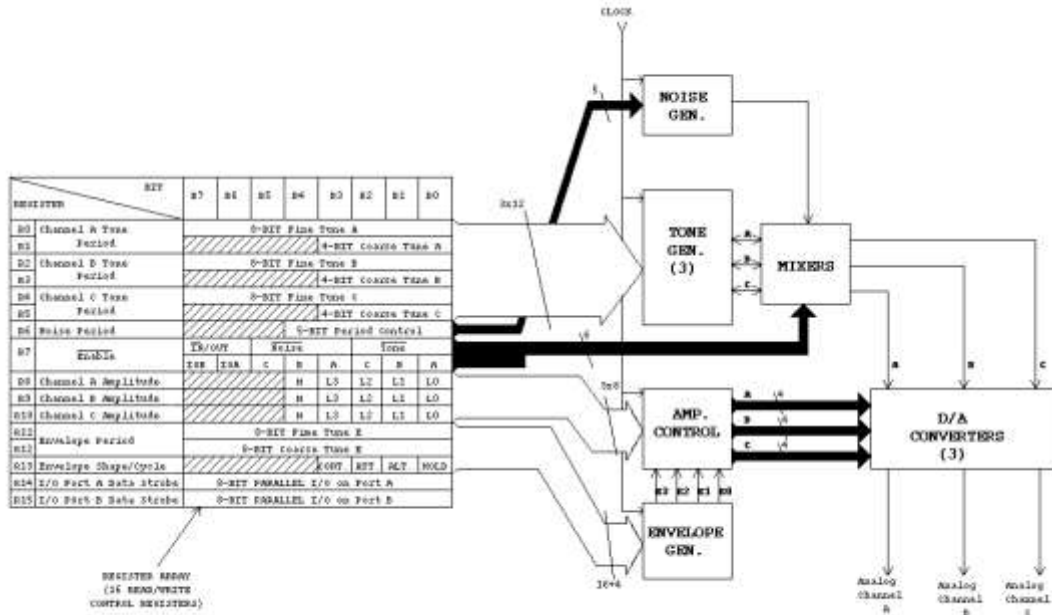 CLOCK
NOISE
GEN.
5
BIT
REGISTER
B7 B6 B5 B4 B3 B2 B1 B0
R0 Channel A Tone
Period
8-BIT Fine Tune A
R1 4-BIT Coarse Tune A
R2 Channel B Tone
Period
8-BIT Fine Tune B
R3 4-BIT Coarse Tune B
R4 Channel C Tone
Period
8-BIT Fine Tune C
R5 4-BIT Coarse Tune C
R6 Noise Period 5-BIT Period Control
R7 Enable IN/OUT Noise Tone
IOB IOA C B A C B A
R8 Channel A Amplitude M L3 L2 L1 L0
R9 Channel B Amplitude M L3 L2 L1 L0
R10 Channel C Amplitude M L3 L2 L1 L0
R11 Envelope Period 8-BIT Fine Tune E
R12 8-BIT Coarse Tune E
R13 Envelope Shape/Cycle CONT ATT ALT HOLD
R14 I/O Port A Data Strobe 8-BIT PARALLEL I/O on Port A
R15 I/O Port B Data Strobe 8-BIT PARALLEL I/O on Port B
REGISTER ARRAY
(16 READ/WRITE
CONTROL REGISTERS)
3x12
TONE
GEN.
(3)
A
B
C
MIXERS
6
3x5
AMP.
CONTROL
A 4
B 4
C 4
A B C
D/A
CONVERTERS
(3)
E3 E2 E1 E0
ENVELOPE
GEN.
16+4
Analog
Channel
A
Analog
Channel
B
Analog
Channel
C